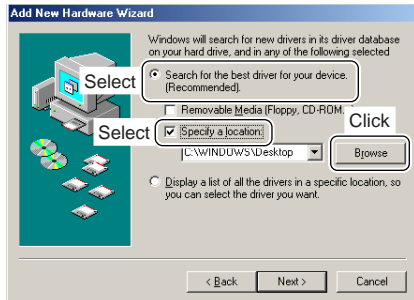 Add New Hardware Wizard
Windows will search for new drivers in its driver database
on your hard drive, and in any of the following selected
Select
Search for the best driver for your device.
(Recommended).
Removable Media (Floppy, CD-ROM...)
Click
Select
Specify a location:
C:\WINDOWS\Desktop
Browse
Display a list of all the drivers in a specific location, so
you can select the driver you want.
< Back
Next >
Cancel